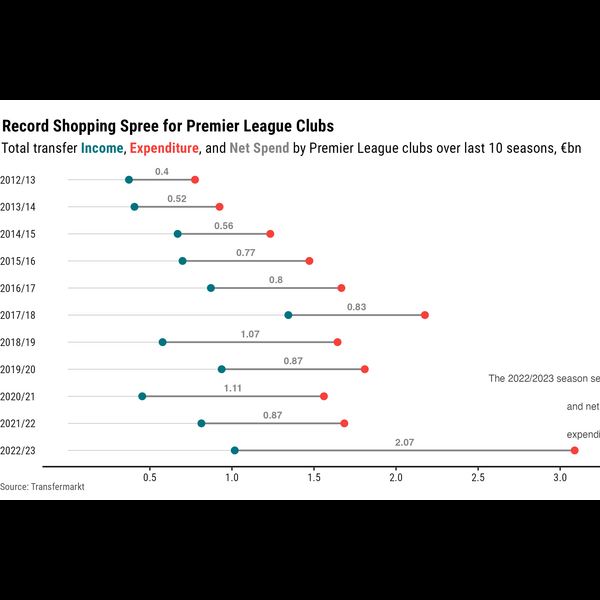 Record Shopping Spree for Premier League Clubs
Total transfer Income, Expenditure, and Net Spend by Premier League clubs over last 10 seasons, €bn
2012/13 0.4
2013/14 0.52
2014/15 0.56
2015/16 0.77
2016/17 0.8
2017/18 0.83
2018/19 1.07
2019/20 0.87
The 2022/2023 season se
2020/21 1.11
and net
2021/22 0.87
expendi
2022/23 2.07
0.5 1.0 1.5 2.0 2.5 3.0
Source: Transfermarkt